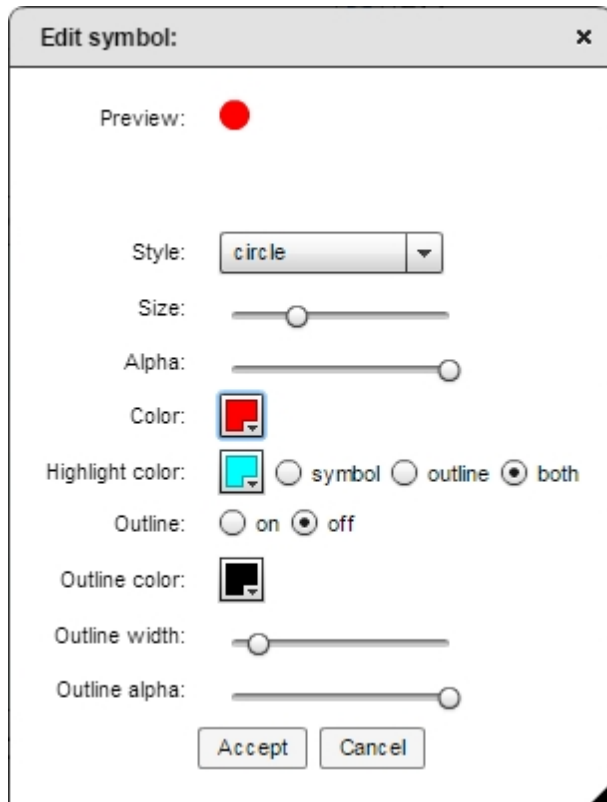 Edit symbol:
Preview:
Style: circle
Size:
Alpha:
Color:
Highlight color: symbol outline both
Outline: on off
Outline color:
Outline width:
Outline alpha:
Accept Cancel